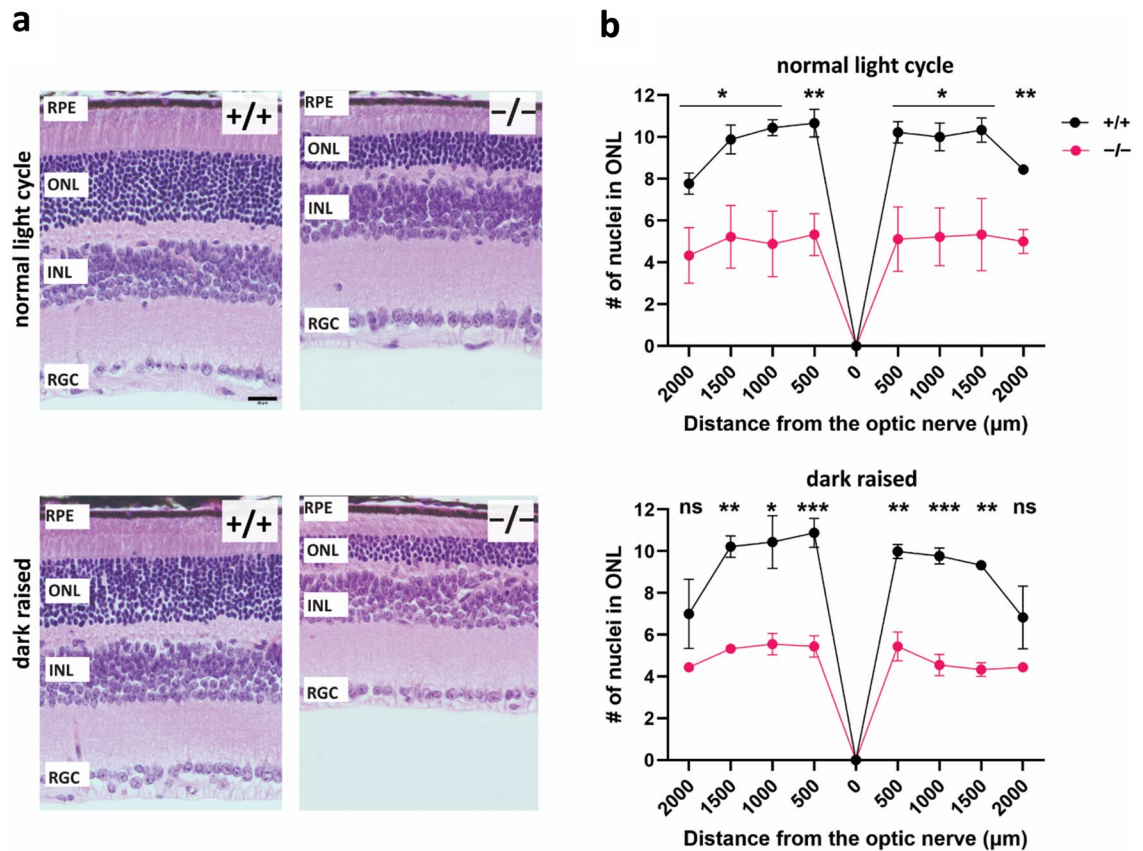 a
normal light cycle
RPE
+/+
ONL
INL
RGC
RPE
−/−
ONL
INL
RGC
dark raised
RPE
+/+
ONL
INL
RGC
RPE
−/−
ONL
INL
RGC
b
normal light cycle
* ** * **
12
10
8
6
4
2
0
# of nuclei in ONL
2000 1500 1000 500 0 500 1000 1500 2000
Distance from the optic nerve (µm)
+/+
−/−
dark raised
ns ** * *** ** *** ** ns
12
10
8
6
4
2
0
# of nuclei in ONL
2000 1500 1000 500 0 500 1000 1500 2000
Distance from the optic nerve (µm)